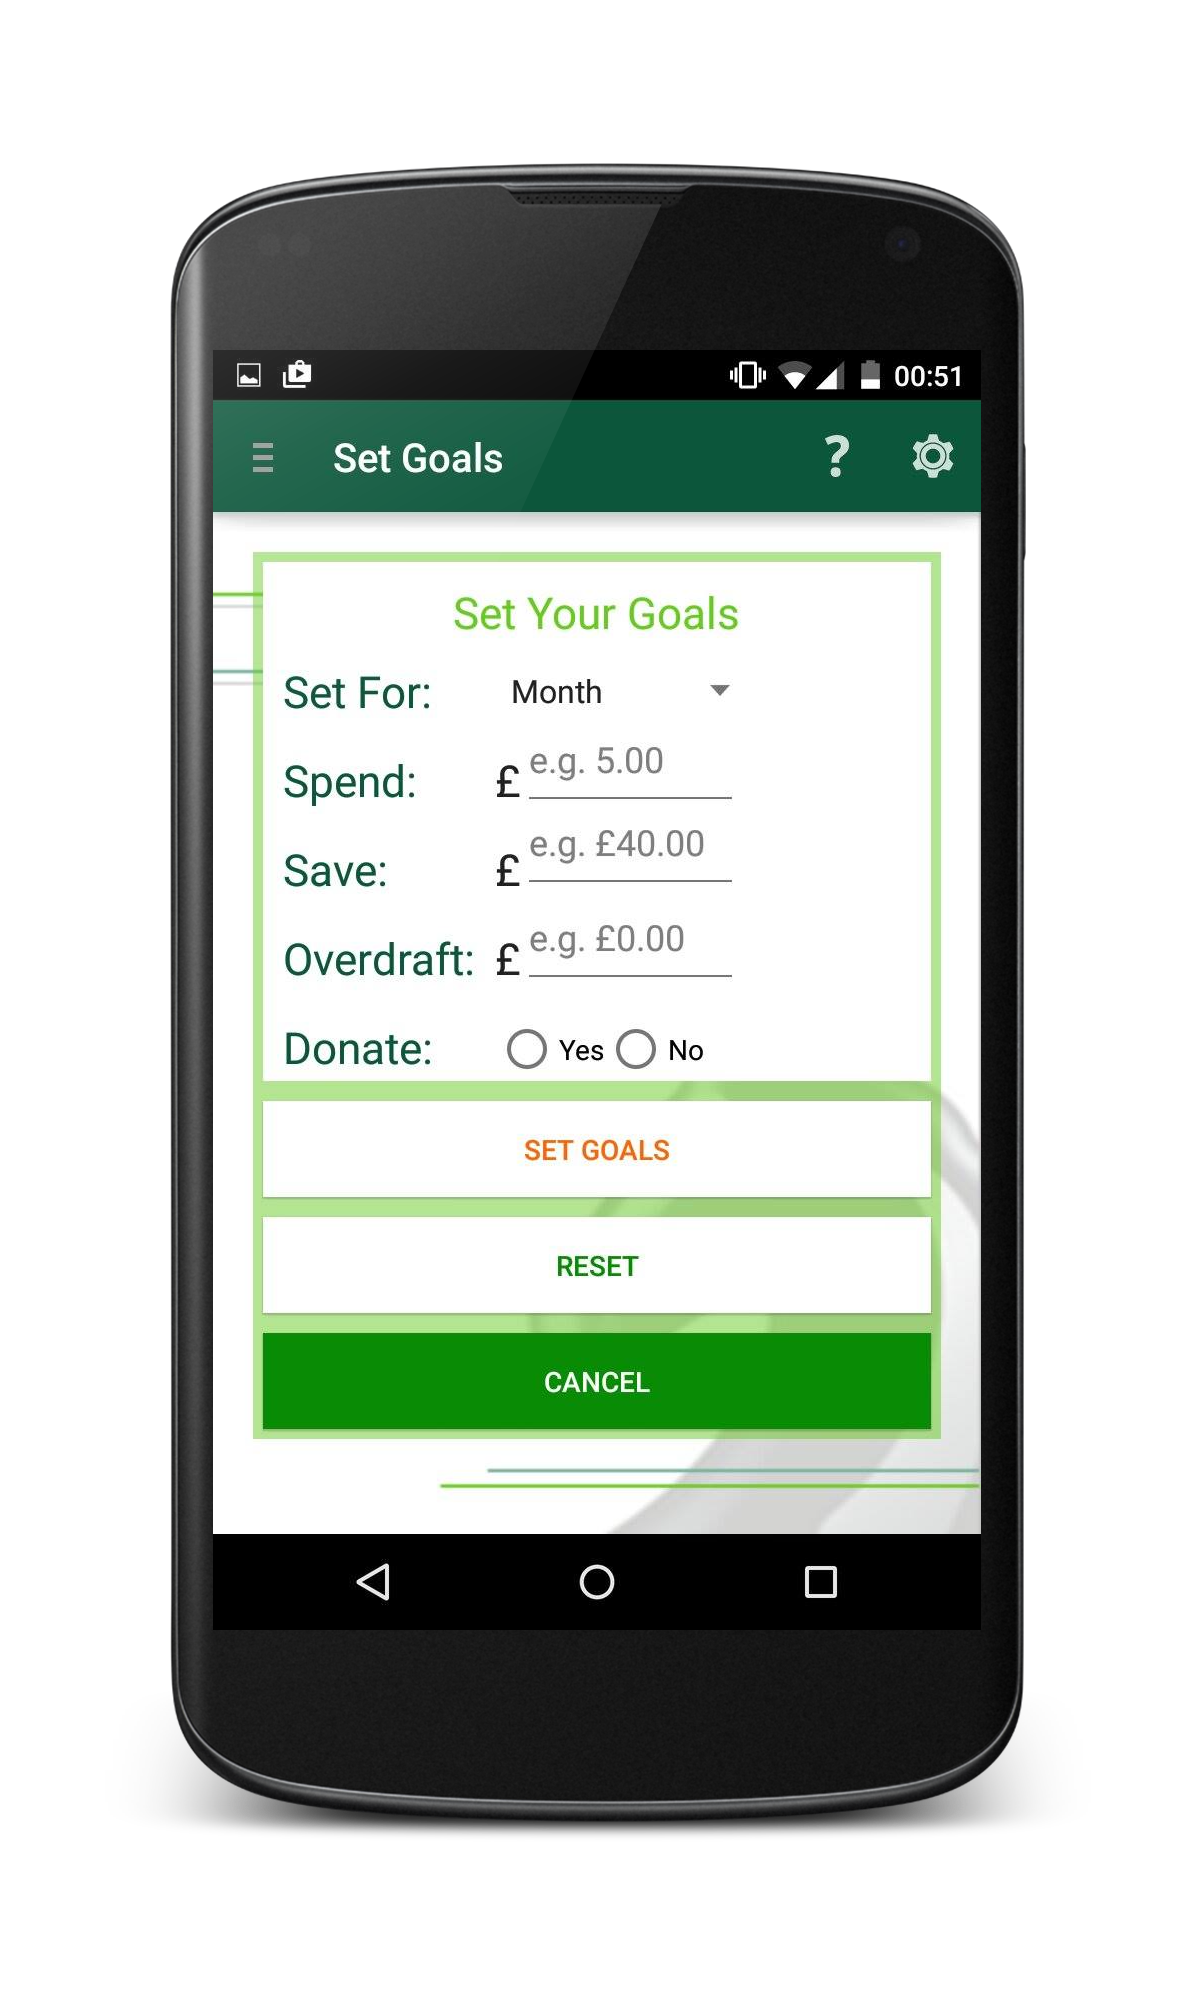 00:51
Set Goals
?
Set Your Goals
Set For: Month
Spend: £ e.g. 5.00
Save: £ e.g. £40.00
Overdraft: £ e.g. £0.00
Donate: Yes No
SET GOALS
RESET
CANCEL